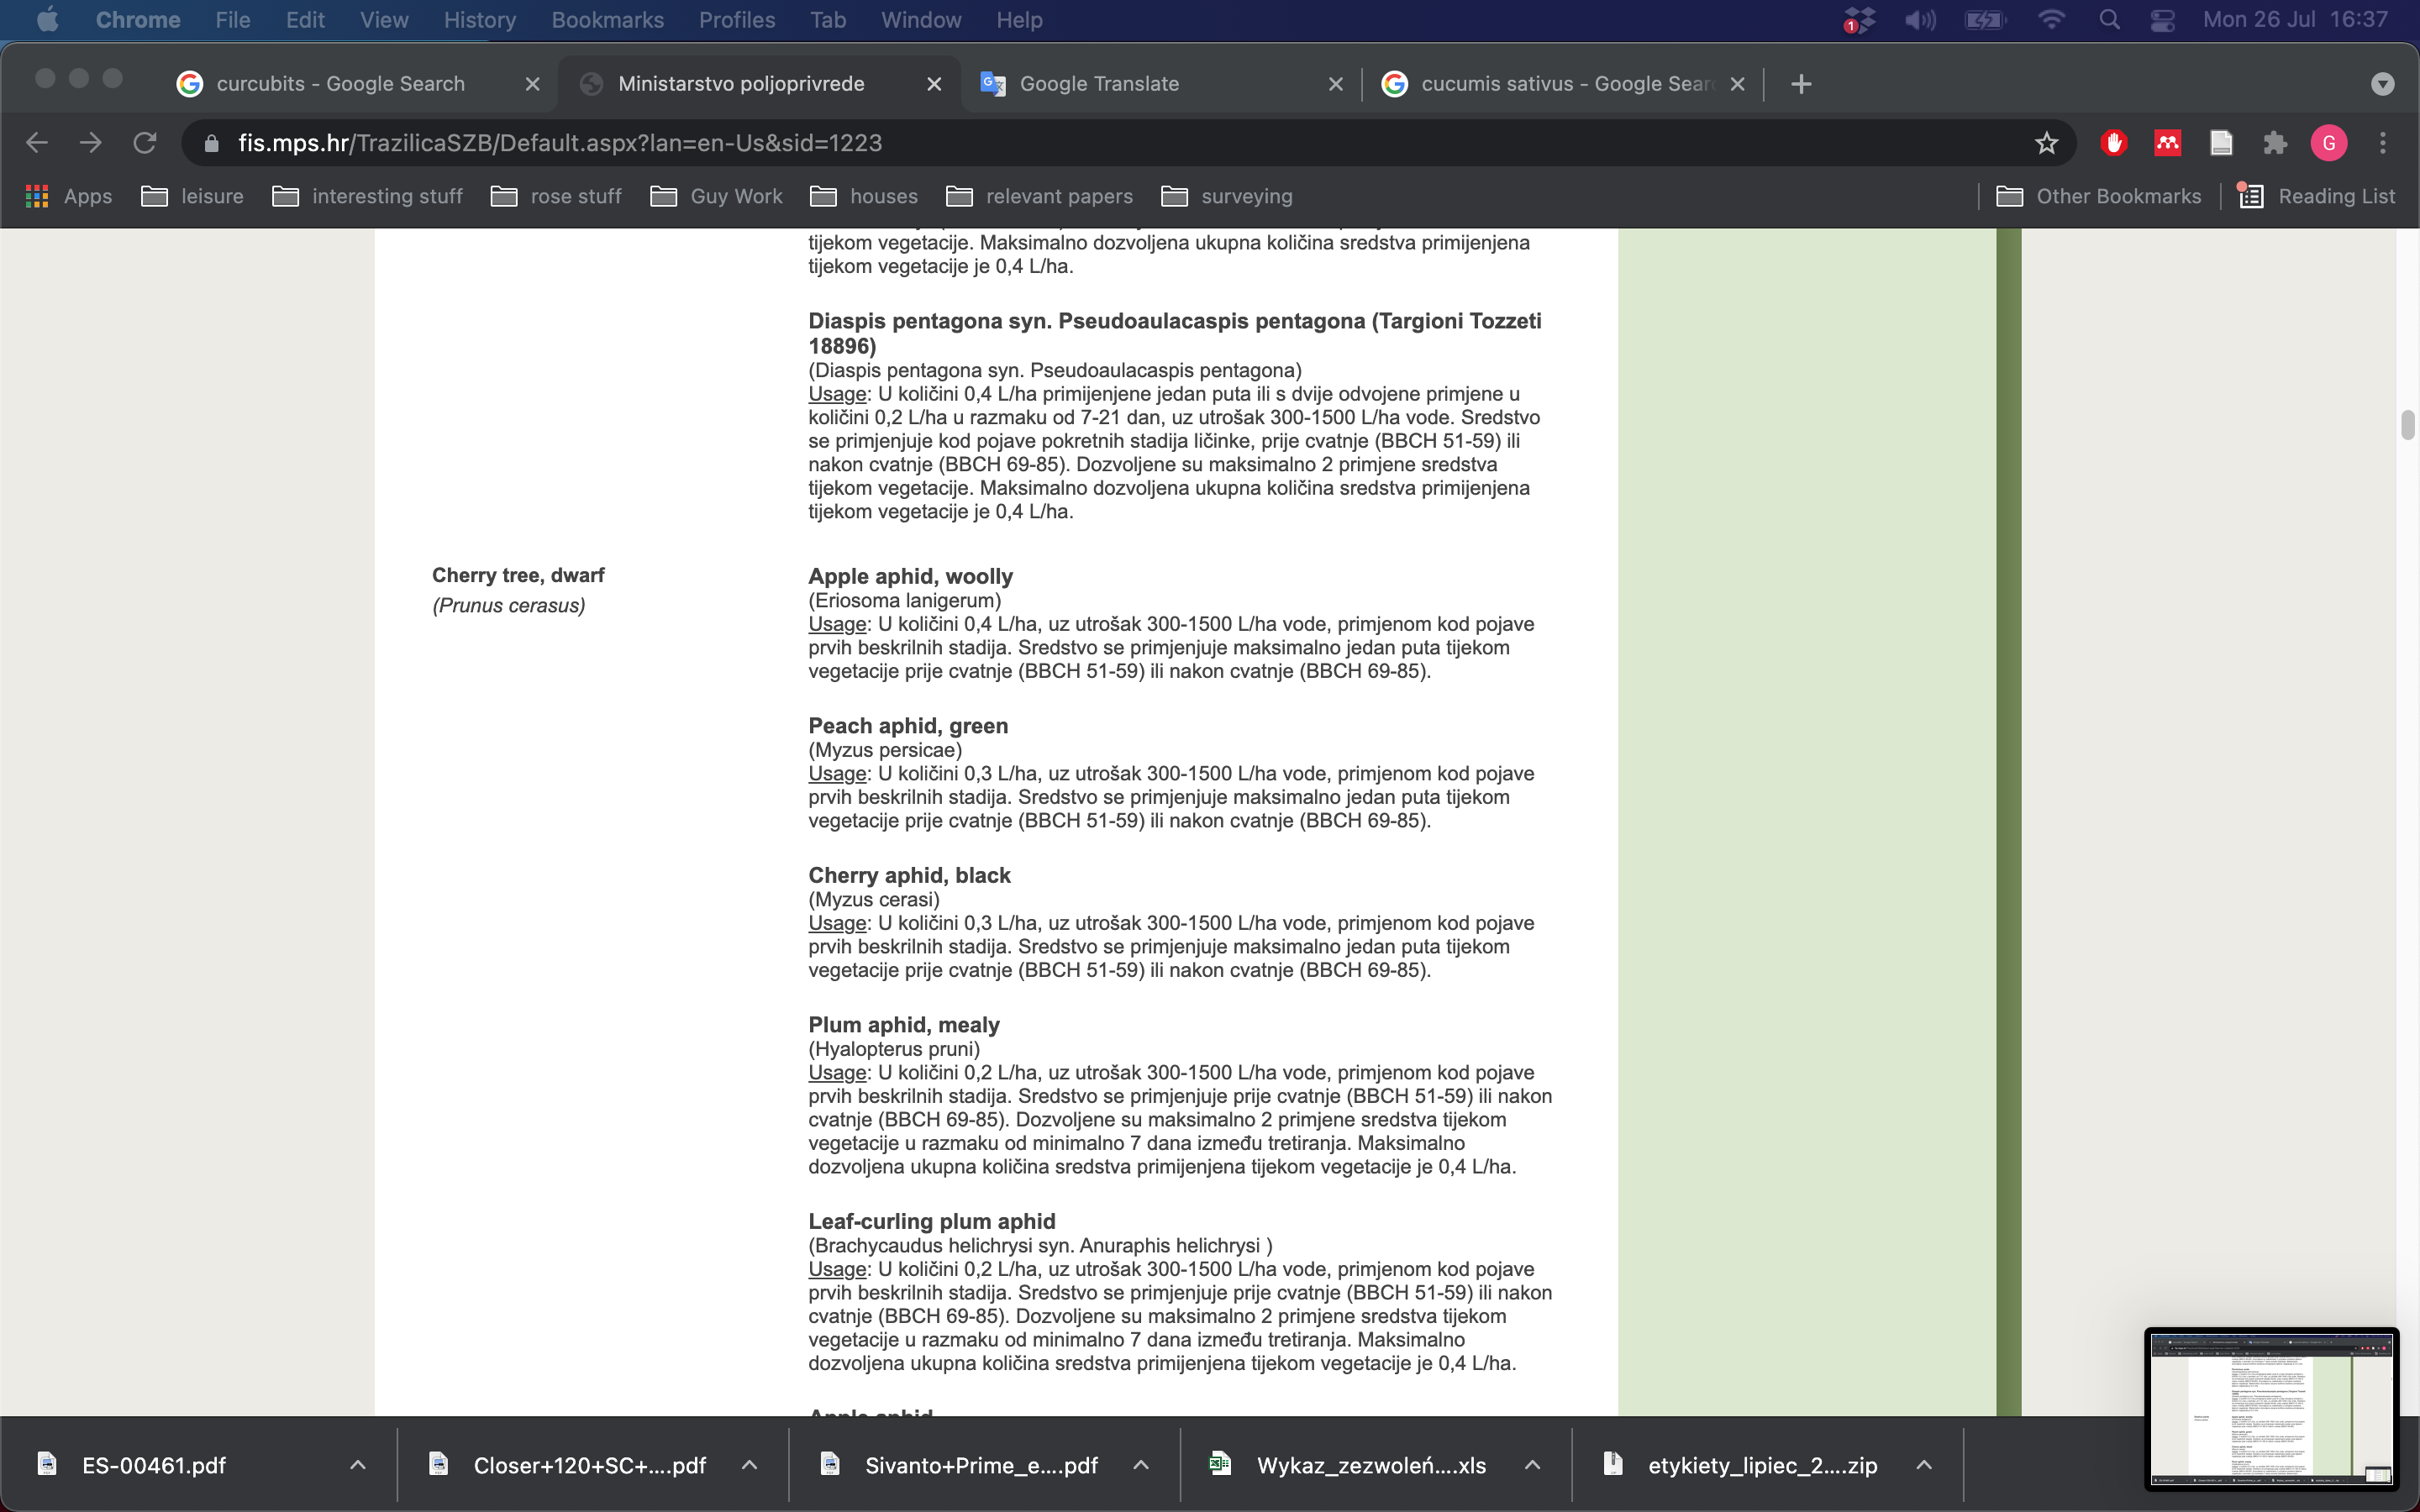 Chrome File Edit View History Bookmarks Profiles Tab Window Help 1 Mon 26 Jul 16:37
curcubits - Google Search Ministarstvo poljoprivrede Google Translate cucumis sativus - Google Sear
fis.mps.hr/TrazilicaSZB/Default.aspx?lan=en-Us&sid=1223 G
Apps leisure interesting stuff rose stuff Guy Work houses relevant papers surveying Other Bookmarks Reading List
tijekom vegetacije. Maksimalno dozvoljena ukupna količina sredstva primijenjena
tijekom vegetacije je 0,4 L/ha.
Diaspis pentagona syn. Pseudoaulacaspis pentagona (Targioni Tozzeti
18896)
(Diaspis pentagona syn. Pseudoaulacaspis pentagona)
Usage: U količini 0,4 L/ha primijenjene jedan puta ili s dvije odvojene primjene u
količini 0,2 L/ha u razmaku od 7-21 dan, uz utrošak 300-1500 L/ha vode. Sredstvo
se primjenjuje kod pojave pokretnih stadija ličinke, prije cvatnje (BBCH 51-59) ili
nakon cvatnje (BBCH 69-85). Dozvoljene su maksimalno 2 primjene sredstva
tijekom vegetacije. Maksimalno dozvoljena ukupna količina sredstva primijenjena
tijekom vegetacije je 0,4 L/ha.
Cherry tree, dwarf
(Prunus cerasus)
Apple aphid, woolly
(Eriosoma lanigerum)
Usage: U količini 0,4 L/ha, uz utrošak 300-1500 L/ha vode, primjenom kod pojave
prvih beskrilnih stadija. Sredstvo se primjenjuje maksimalno jedan puta tijekom
vegetacije prije cvatnje (BBCH 51-59) ili nakon cvatnje (BBCH 69-85).
Peach aphid, green
(Myzus persicae)
Usage: U količini 0,3 L/ha, uz utrošak 300-1500 L/ha vode, primjenom kod pojave
prvih beskrilnih stadija. Sredstvo se primjenjuje maksimalno jedan puta tijekom
vegetacije prije cvatnje (BBCH 51-59) ili nakon cvatnje (BBCH 69-85).
Cherry aphid, black
(Myzus cerasi)
Usage: U količini 0,3 L/ha, uz utrošak 300-1500 L/ha vode, primjenom kod pojave
prvih beskrilnih stadija. Sredstvo se primjenjuje maksimalno jedan puta tijekom
vegetacije prije cvatnje (BBCH 51-59) ili nakon cvatnje (BBCH 69-85).
Plum aphid, mealy
(Hyalopterus pruni)
Usage: U količini 0,2 L/ha, uz utrošak 300-1500 L/ha vode, primjenom kod pojave
prvih beskrilnih stadija. Sredstvo se primjenjuje prije cvatnje (BBCH 51-59) ili nakon
cvatnje (BBCH 69-85). Dozvoljene su maksimalno 2 primjene sredstva tijekom
vegetacije u razmaku od minimalno 7 dana između tretiranja. Maksimalno
dozvoljena ukupna količina sredstva primijenjena tijekom vegetacije je 0,4 L/ha.
Leaf-curling plum aphid
(Brachycaudus helichrysi syn. Anuraphis helichrysi )
Usage: U količini 0,2 L/ha, uz utrošak 300-1500 L/ha vode, primjenom kod pojave
prvih beskrilnih stadija. Sredstvo se primjenjuje prije cvatnje (BBCH 51-59) ili nakon
cvatnje (BBCH 69-85). Dozvoljene su maksimalno 2 primjene sredstva tijekom
vegetacije u razmaku od minimalno 7 dana između tretiranja. Maksimalno
dozvoljena ukupna količina sredstva primijenjena tijekom vegetacije je 0,4 L/ha.
Apple aphid
ES-00461.pdf Closer+120+SC+....pdf Sivanto+Prime_e....pdf Wykaz_zezwoleń....xls etykiety_lipiec_2....zip